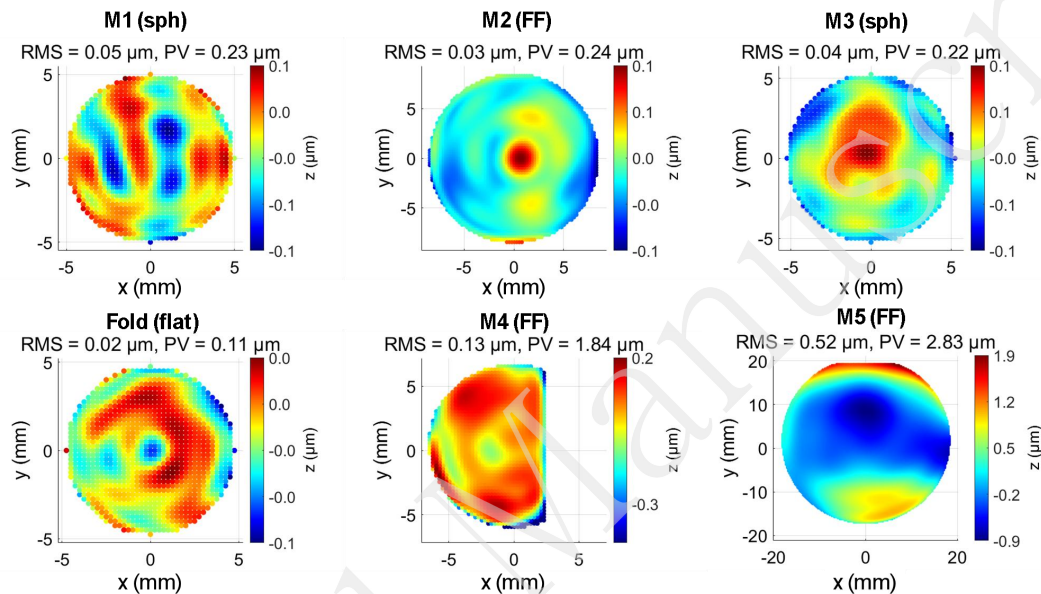 M1 (sph)
RMS = 0.05 µm, PV = 0.23 µm
5
0
-5
y (mm)
-5 0 5
x (mm)
0.1
0.0
-0.0
-0.1
z (µm)
M2 (FF)
RMS = 0.03 µm, PV = 0.24 µm
5
0
-5
y (mm)
-5 0 5
x (mm)
0.1
0.1
-0.0
-0.0
-0.1
z (µm)
M3 (sph)
RMS = 0.04 µm, PV = 0.22 µm
5
0
-5
y (mm)
-5 0 5
x (mm)
0.1
0.1
-0.0
-0.1
-0.1
z (µm)
Fold (flat)
RMS = 0.02 µm, PV = 0.11 µm
5
0
-5
y (mm)
-5 0 5
x (mm)
0.0
0.0
-0.0
-0.0
-0.1
z (µm)
M4 (FF)
RMS = 0.13 µm, PV = 1.84 µm
5
0
-5
y (mm)
-5 0 5
x (mm)
0.2
-0.3
z (µm)
M5 (FF)
RMS = 0.52 µm, PV = 2.83 µm
20
10
0
-10
-20
y (mm)
-20 0 20
x (mm)
1.9
1.2
0.5
-0.2
-0.9
z (µm)
Manuscr